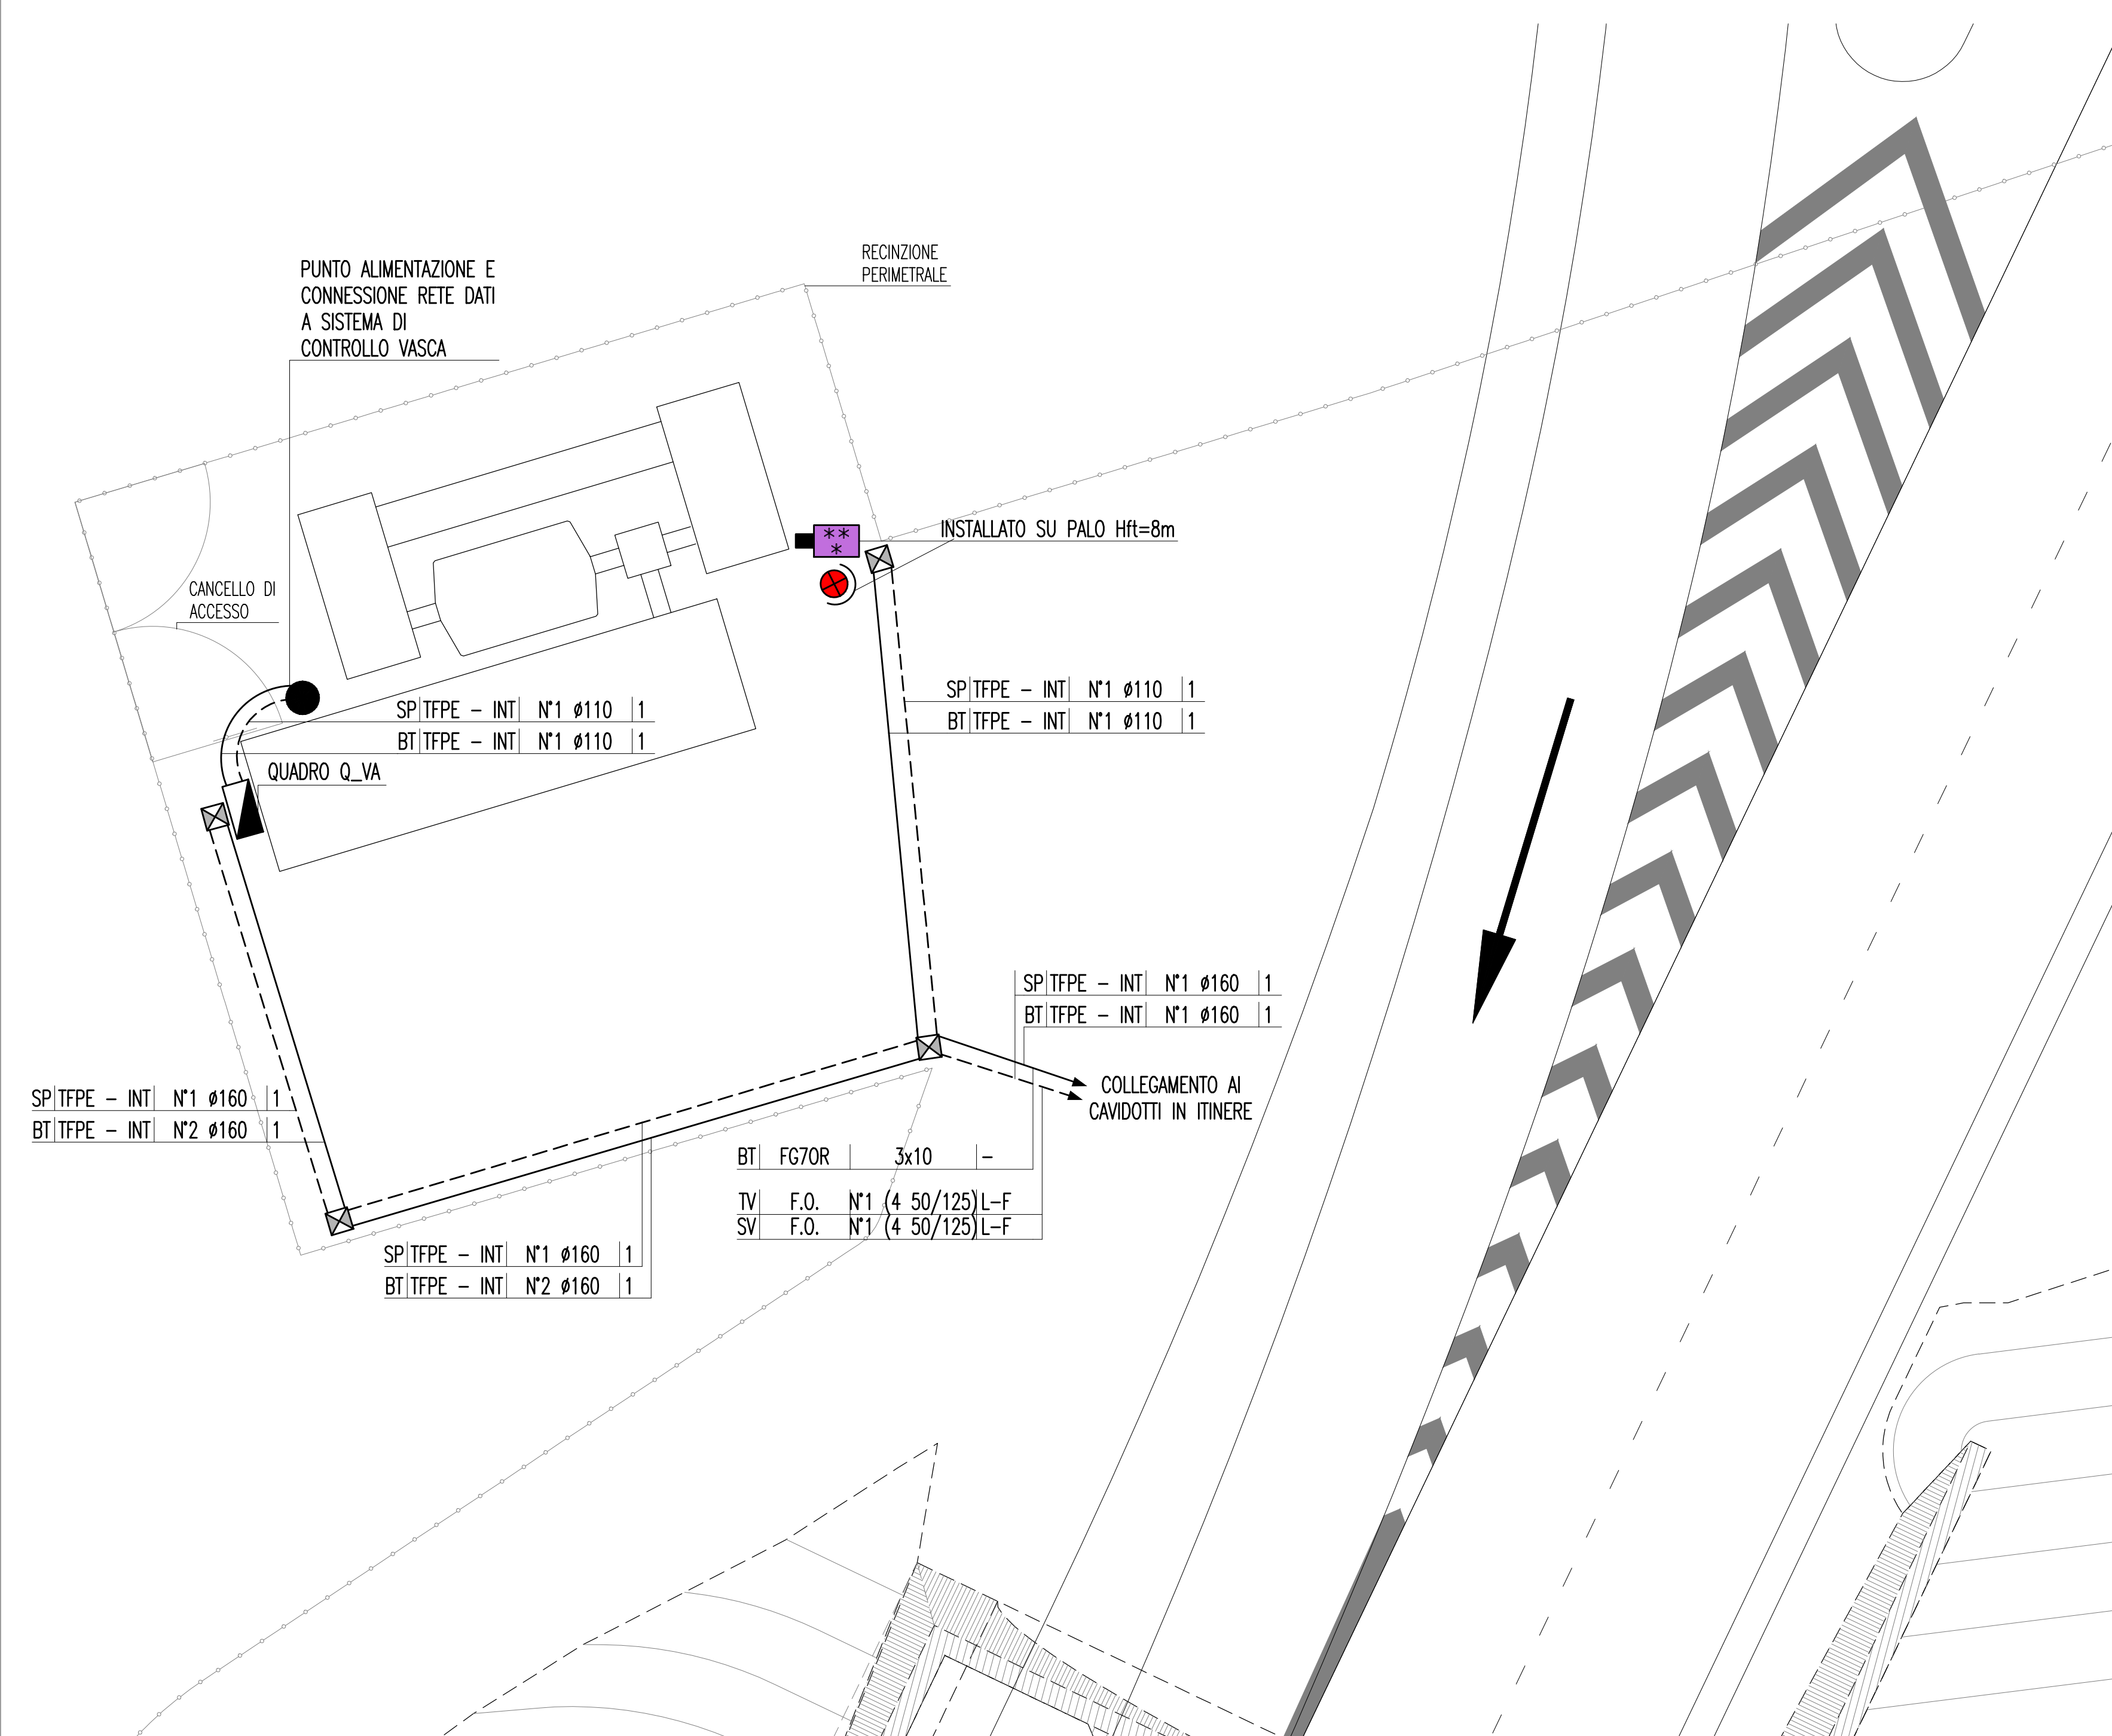 RECINZIONE
PERIMETRALE
PUNTO ALIMENTAZIONE E
CONNESSIONE RETE DATI
A SISTEMA DI
CONTROLLO VASCA
** 
*
INSTALLATO SU PALO Hft=8m
CANCELLO DI
ACCESSO
SP TFPE - INT N°1 ø110 1
BT TFPE - INT N°1 ø110 1
SP TFPE - INT N°1 ø110 1
BT TFPE - INT N°1 ø110 1
QUADRO Q_VA
SP TFPE - INT N°1 ø160 1
BT TFPE - INT N°1 ø160 1
COLLEGAMENTO AI
CAVIDOTTI IN ITINERE
SP TFPE - INT N°1 ø160 1
BT TFPE - INT N°2 ø160 1
BT FG7OR 3x10 -
TV F.O. N°1 (4 50/125) L-F
SV F.O. N°1 (4 50/125) L-F
SP TFPE - INT N°1 ø160 1
BT TFPE - INT N°2 ø160 1